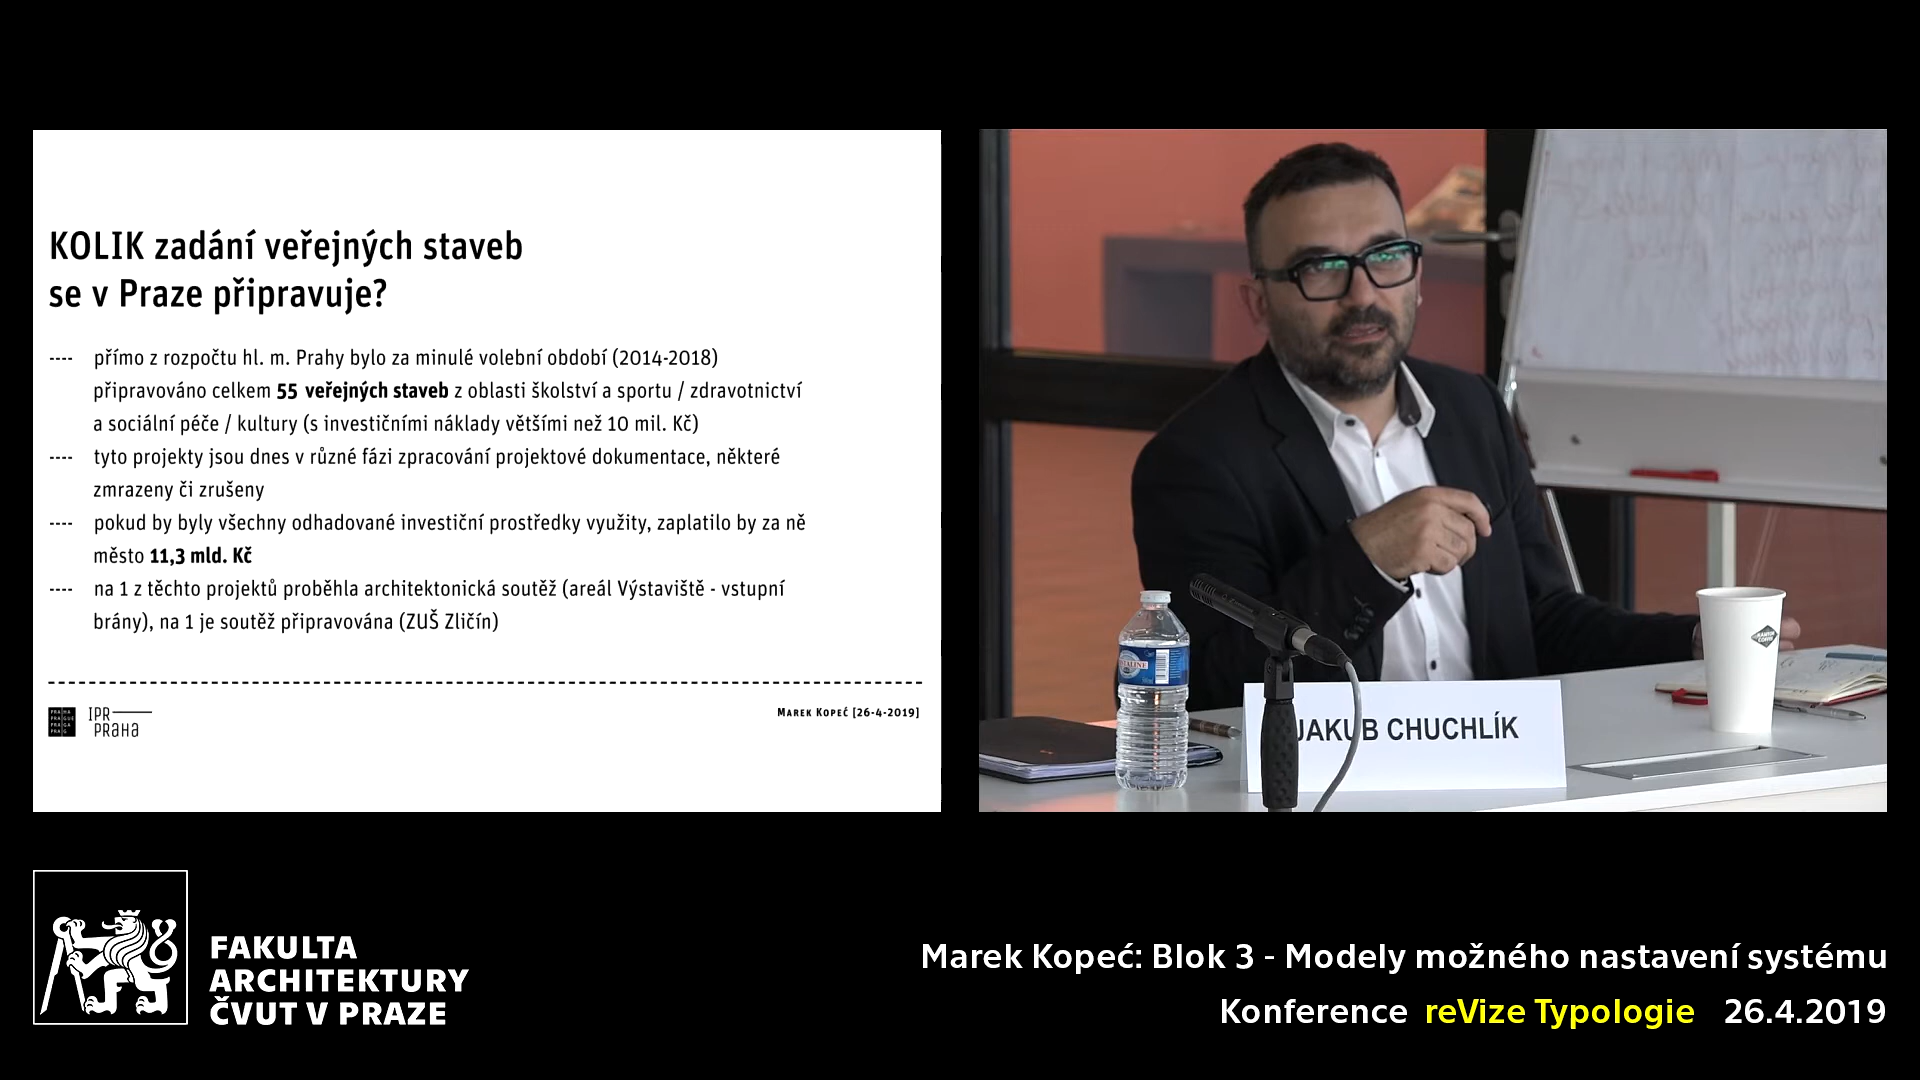 KOLIK zadání veřejných staveb
se v Praze připravuje?
---- přímo z rozpočtu hl. m. Prahy bylo za minulé volební období (2014-2018)
připravováno celkem 55 veřejných staveb z oblasti školství a sportu / zdravotnictví
a sociální péče / kultury (s investičními náklady většími než 10 mil. Kč)
---- tyto projekty jsou dnes v různé fázi zpracování projektové dokumentace, některé
zmrazeny či zrušeny
---- pokud by byly všechny odhadované investiční prostředky využity, zaplatilo by za ně
město 11,3 mld. Kč
---- na 1 z těchto projektů proběhla architektonická soutěž (areál Výstaviště - vstupní
brány), na 1 je soutěž připravována (ZUŠ Zličín)
PRAHA
PRAGUE
PRAGA
PRAG
IPR
PRAHA
Marek Kopeć [26-4-2019]
JAKUB CHUCHLÍK
FAKULTA
ARCHITEKTURY
ČVUT V PRAZE
Marek Kopeć: Blok 3 - Modely možného nastavení systému
Konference reVize Typologie 26.4.2019